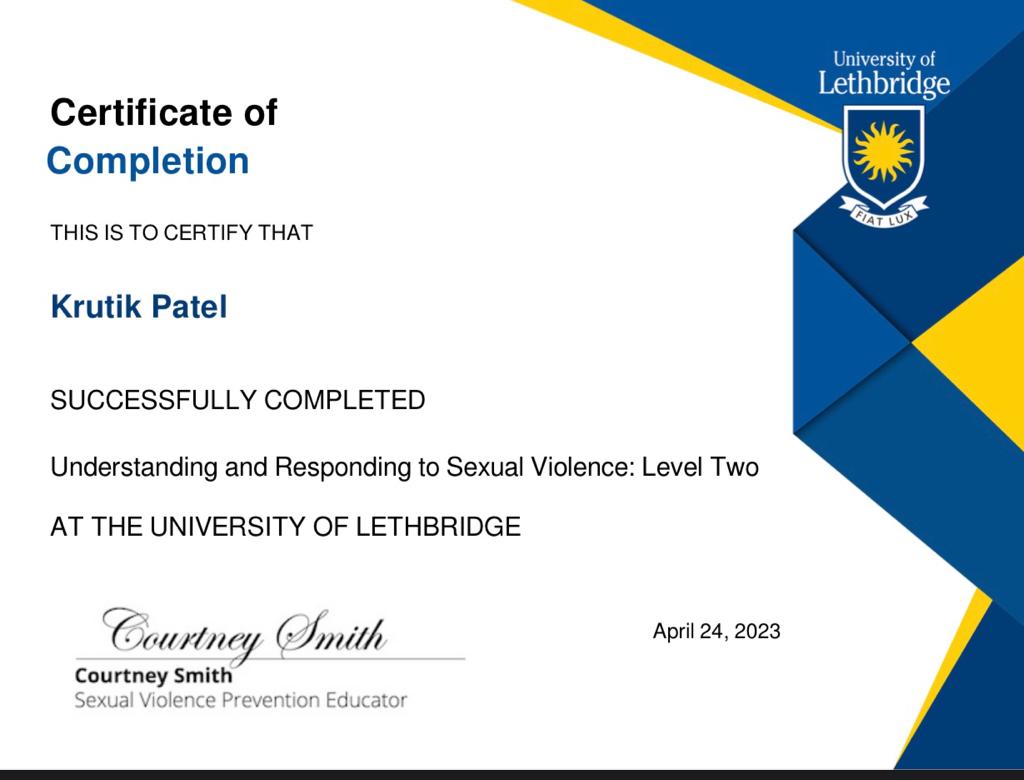 University of
Lethbridge
FIAT LUX
Certificate of
Completion
THIS IS TO CERTIFY THAT
Krutik Patel
SUCCESSFULLY COMPLETED
Understanding and Responding to Sexual Violence: Level Two
AT THE UNIVERSITY OF LETHBRIDGE
Courtney Smith
Courtney Smith
Sexual Violence Prevention Educator
April 24, 2023